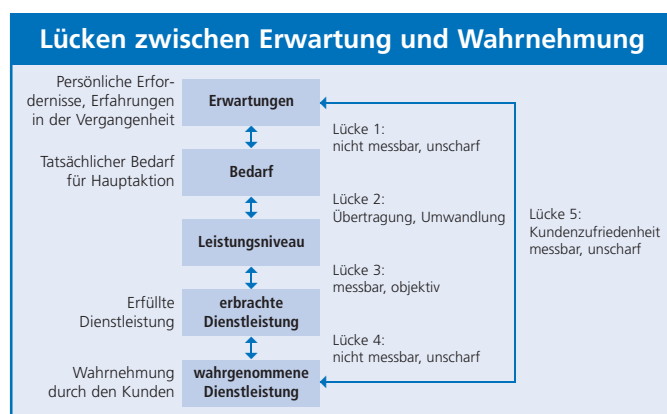 Lücken zwischen Erwartung und Wahrnehmung
Persönliche Erfor-
dernisse, Erfahrungen
in der Vergangenheit
Erwartungen
Lücke 1:
nicht messbar, unscharf
Tatsächlicher Bedarf
für Hauptaktion
Bedarf
Lücke 2:
Übertragung, Umwandlung
Lücke 5:
Kundenzufriedenheit
messbar, unscharf
Leistungsniveau
Lücke 3:
messbar, objektiv
Erfüllte
Dienstleistung
erbrachte
Dienstleistung
Lücke 4:
nicht messbar, unscharf
Wahrnehmung
durch den Kunden
wahrgenommene
Dienstleistung